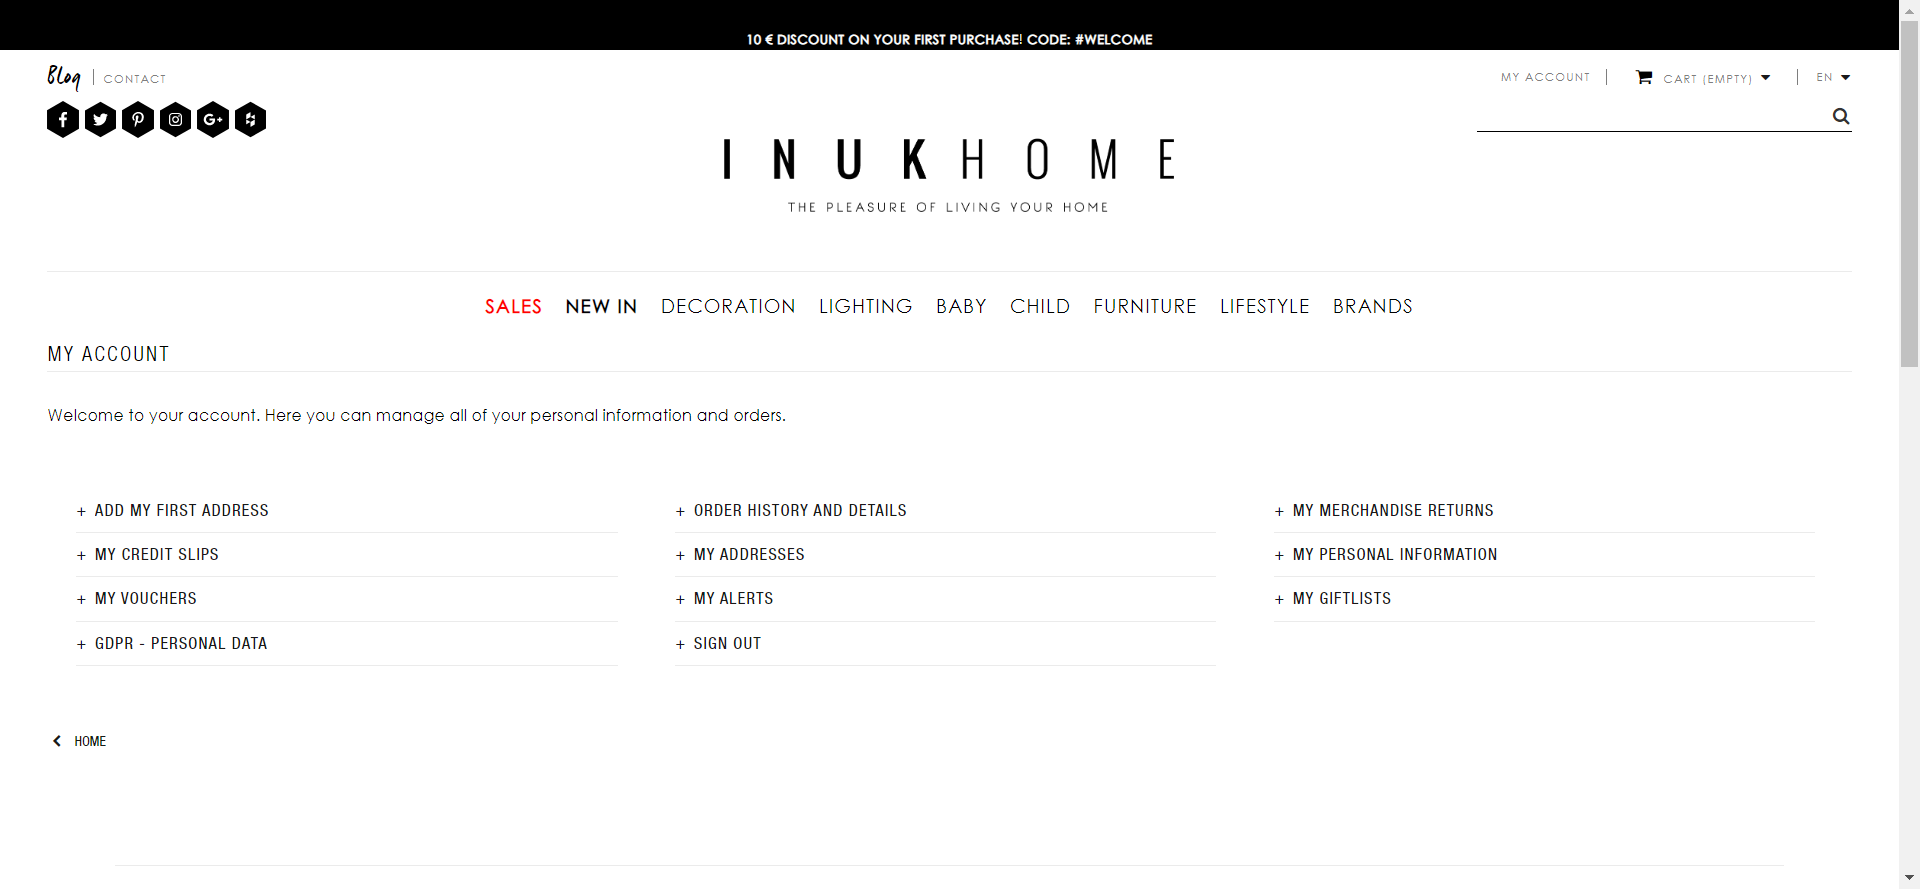 10 € DISCOUNT ON YOUR FIRST PURCHASE! CODE: #WELCOME
Blog CONTACT
MY ACCOUNT CART (EMPTY) EN
INUKHOME
THE PLEASURE OF LIVING YOUR HOME
SALES NEW IN DECORATION LIGHTING BABY CHILD FURNITURE LIFESTYLE BRANDS
MY ACCOUNT
Welcome to your account. Here you can manage all of your personal information and orders.
+ ADD MY FIRST ADDRESS
+ ORDER HISTORY AND DETAILS
+ MY MERCHANDISE RETURNS
+ MY CREDIT SLIPS
+ MY ADDRESSES
+ MY PERSONAL INFORMATION
+ MY VOUCHERS
+ MY ALERTS
+ MY GIFTLISTS
+ GDPR - PERSONAL DATA
+ SIGN OUT
HOME